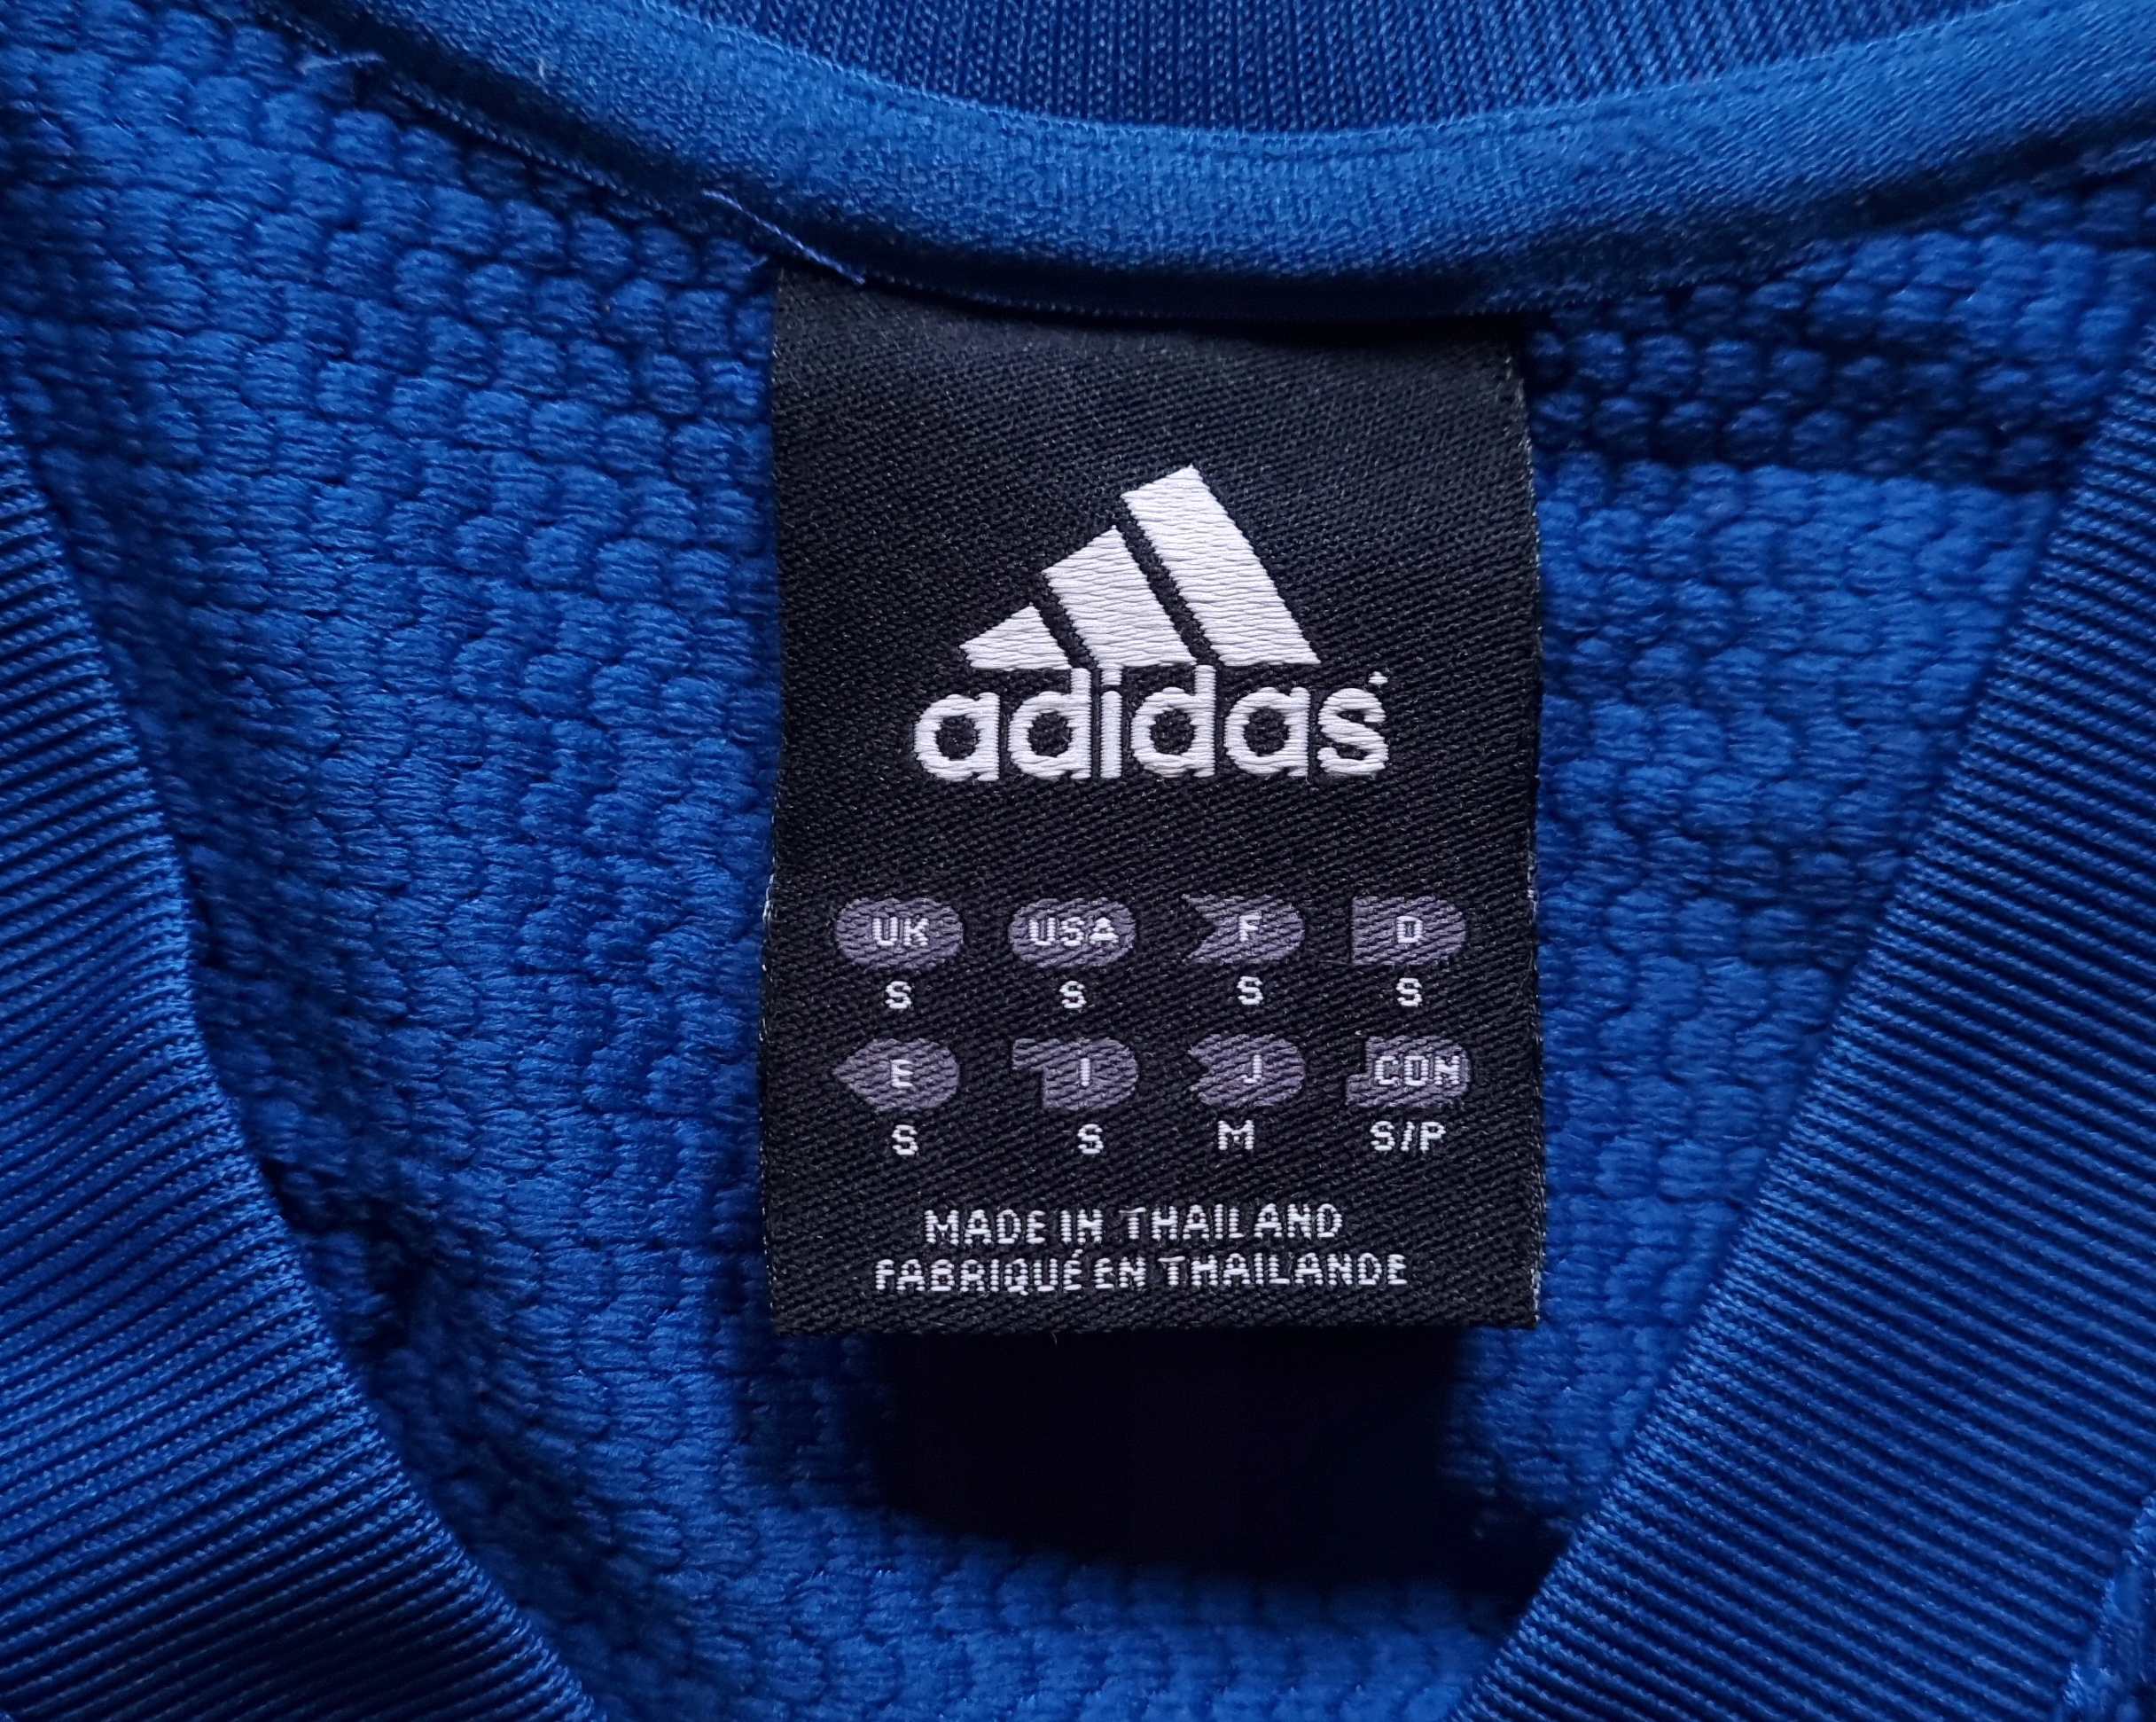 adidas
UK USA F D
S S S S
E I J CDN
S S M S/P
MADE IN THAILAND
FABRIQUÉ EN THAILANDE